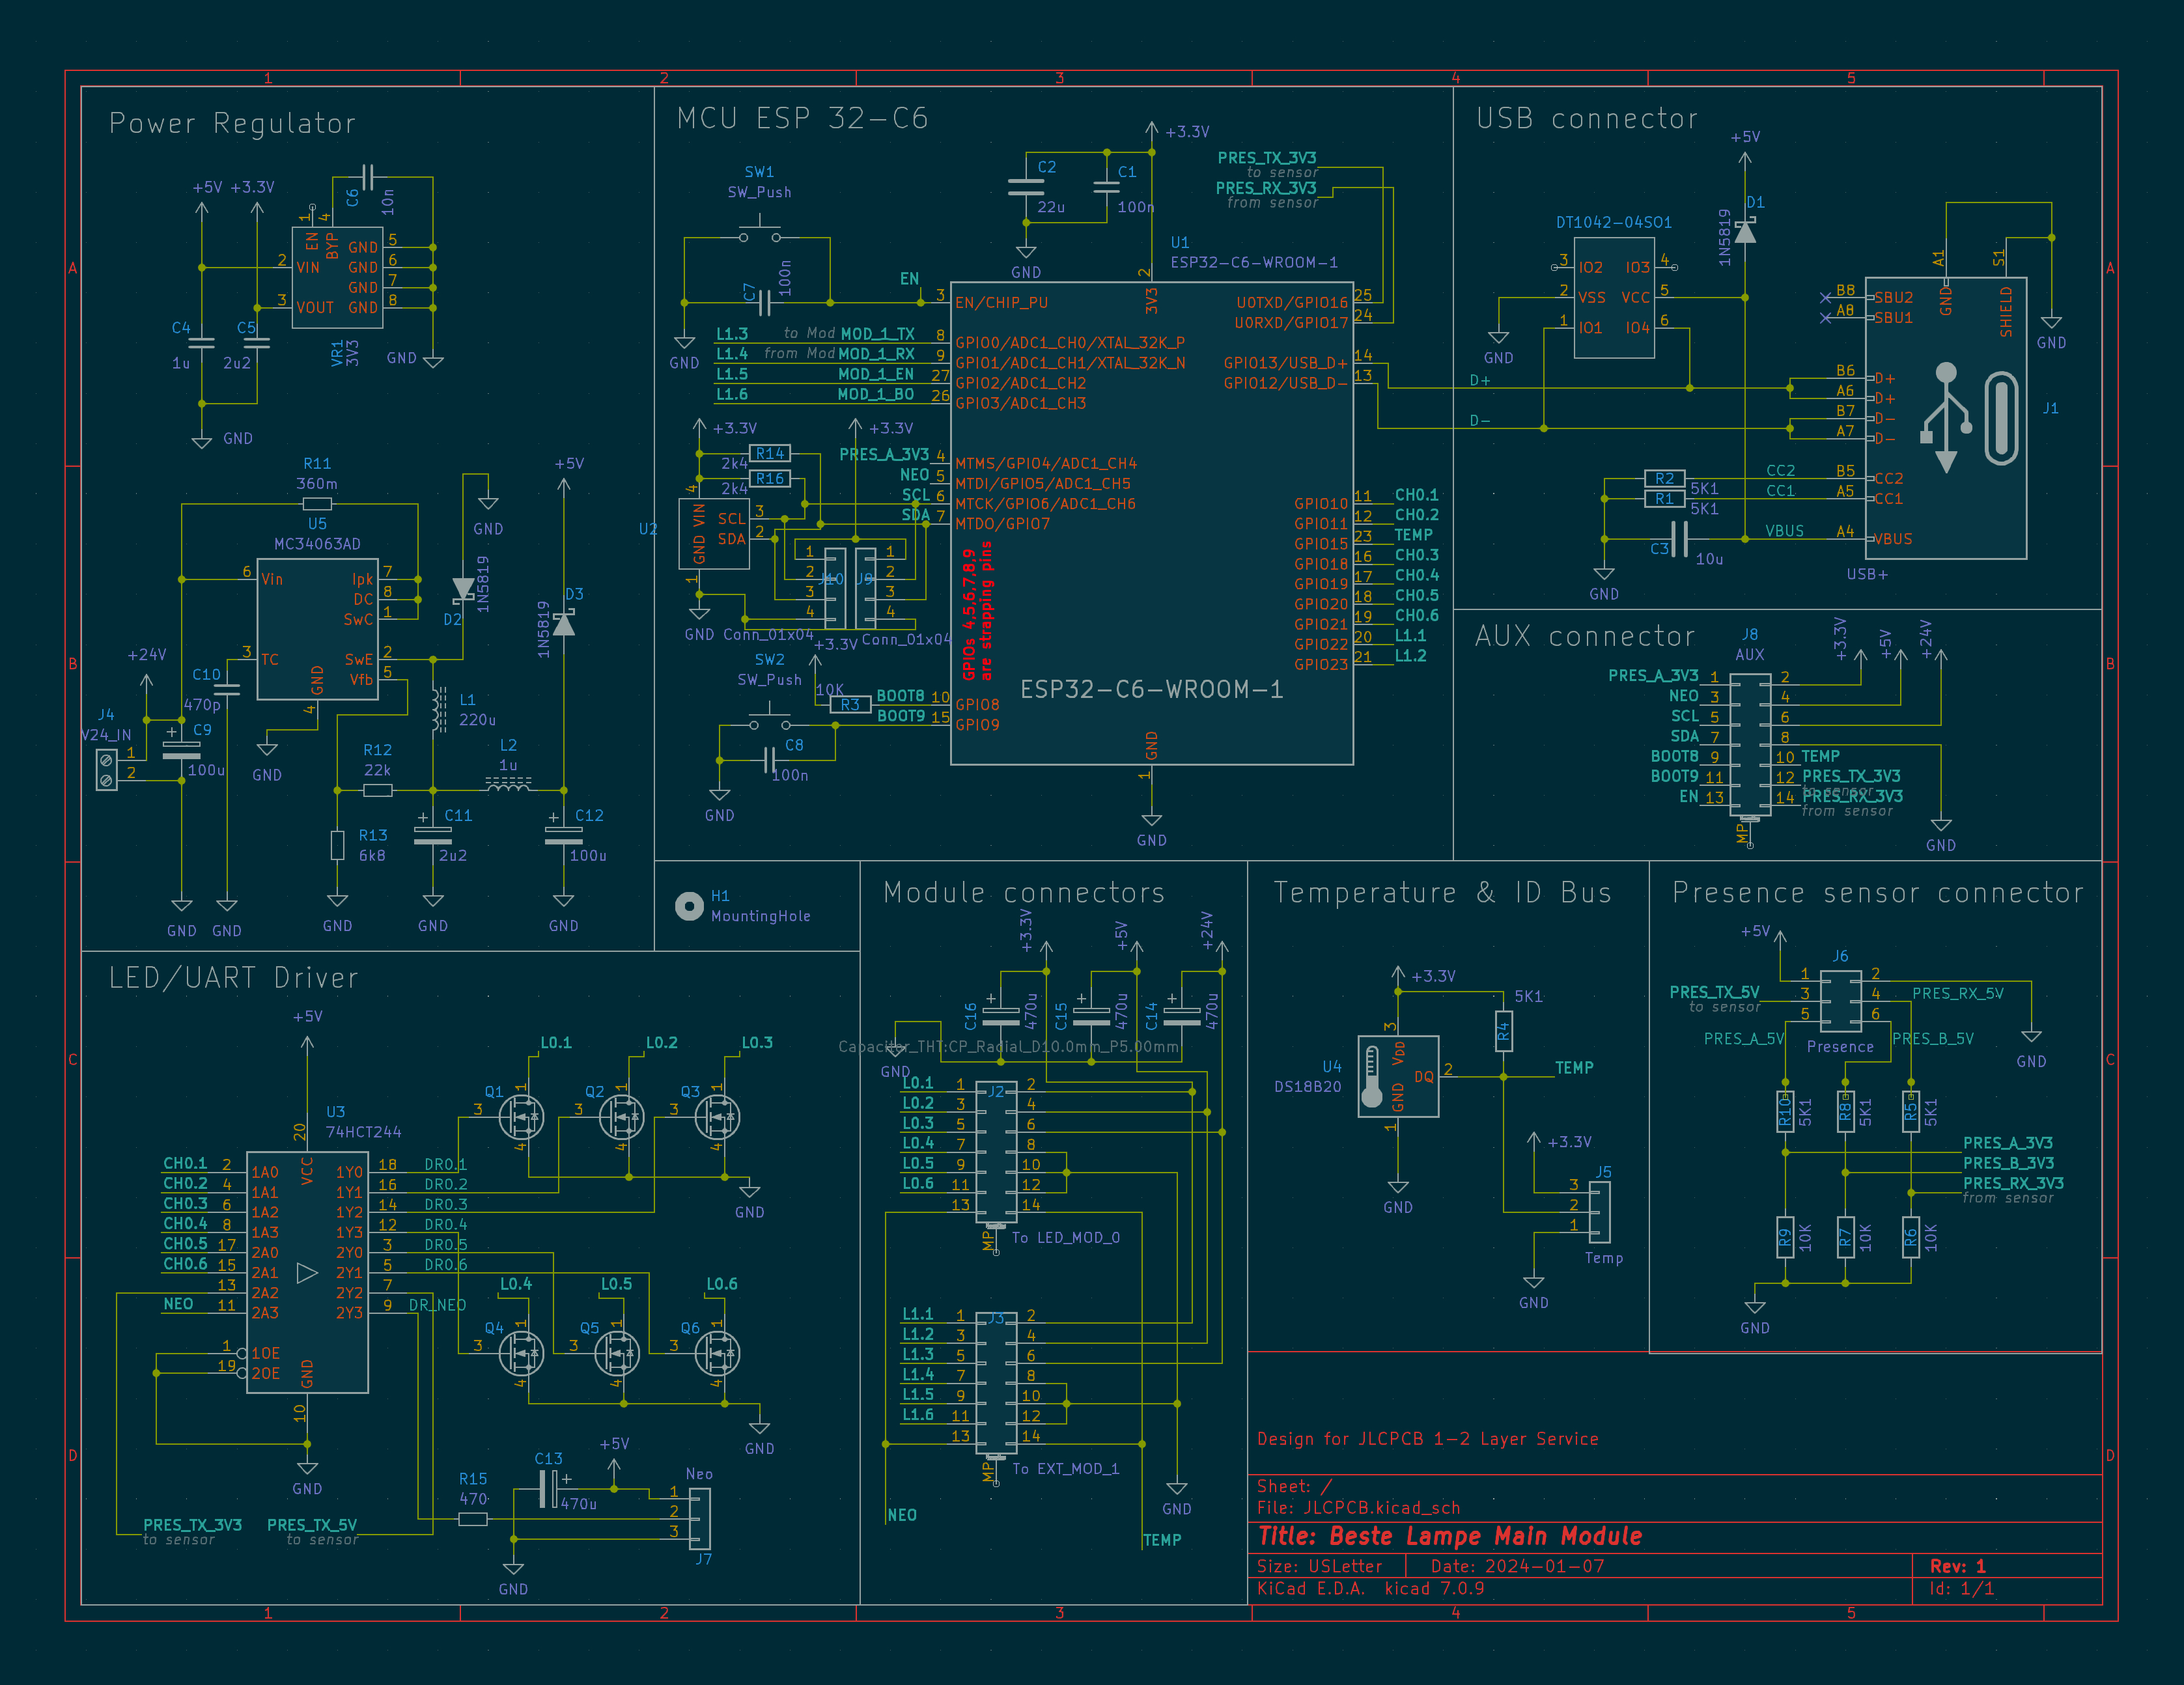 1 2 3 4 5
A
B
C
D
Power Regulator
+5V +3.3V
C6
10n
1 4
EN
BYP
GND 5
2 VIN GND 6
GND 7
3 VOUT GND 8
C4
1u
C5
2u2
VR1
3V3
GND
GND
R11
360m
U5
MC34063AD
6 Vin Ipk 7
DC 8
SwC 1
3 TC SwE 2
Vfb 5
GND
4
GND
D2
1N5819
+5V
D3
1N5819
+24V
C10
470p
J4
V24_IN
1
2
C9
100u
GND
L1
220u
L2
1u
R12
22k
R13
6k8
C11
2u2
C12
100u
GND GND GND GND GND
MCU ESP 32-C6
SW1
SW_Push
C7
100n
GND
+3.3V
C2
22u
C1
100n
GND
PRES_TX_3V3
to sensor
PRES_RX_3V3
from sensor
U1
ESP32-C6-WROOM-1
2
3V3
EN 3 EN/CHIP_PU
L1.3 to Mod MOD_1_TX 8 GPIO0/ADC1_CH0/XTAL_32K_P
L1.4 from Mod MOD_1_RX 9 GPIO1/ADC1_CH1/XTAL_32K_N
L1.5 MOD_1_EN 27 GPIO2/ADC1_CH2
L1.6 MOD_1_BO 26 GPIO3/ADC1_CH3
PRES_A_3V3 4 MTMS/GPIO4/ADC1_CH4
NEO 5 MTDI/GPIO5/ADC1_CH5
SCL 6 MTCK/GPIO6/ADC1_CH6
SDA 7 MTDO/GPIO7
BOOT8 10 GPIO8
BOOT9 15 GPIO9
U0TXD/GPIO16 25
U0RXD/GPIO17 24
GPIO13/USB_D+ 14
GPIO12/USB_D- 13
GPIO10 11 CH0.1
GPIO11 12 CH0.2
GPIO15 23 TEMP
GPIO18 16 CH0.3
GPIO19 17 CH0.4
GPIO20 18 CH0.5
GPIO21 19 CH0.6
GPIO22 20 L1.1
GPIO23 21 L1.2
ESP32-C6-WROOM-1
GPIOs 4,5,6,7,8,9
are strapping pins
GND
1
GND
+3.3V
+3.3V
R14
2k4
R16
2k4
U2
4
VIN
SCL 3
SDA 2
GND
1
GND
J10 J9
1 1
2 2
3 3
4 4
Conn_01x04 Conn_01x04
+3.3V
SW2
SW_Push
10K
R3
C8
100n
GND
USB connector
+5V
D1
1N5819
DT1042-04SO1
3 IO2 IO3 4
2 VSS VCC 5
1 IO1 IO4 6
GND
A1 S1
GND
SHIELD
B8 SBU2
A8 SBU1
B6 D+
A6 D+
B7 D-
A7 D-
CC2 B5 CC2
CC1 A5 CC1
VBUS A4 VBUS
D+
D-
J1
USB+
GND
R2
5K1
R1
5K1
C3
10u
GND
AUX connector
J8
AUX
+3.3V
+5V
+24V
PRES_A_3V3 1 2
NEO 3 4
SCL 5 6
SDA 7 8
BOOT8 9 10 TEMP
BOOT9 11 12 PRES_TX_3V3
to sensor
EN 13 14 PRES_RX_3V3
from sensor
MP
GND
H1
MountingHole
LED/UART Driver
+5V
U3
74HCT244
20
VCC
CH0.1 2 1A0 1Y0 18 DR0.1
CH0.2 4 1A1 1Y1 16 DR0.2
CH0.3 6 1A2 1Y2 14 DR0.3
CH0.4 8 1A3 1Y3 12 DR0.4
CH0.5 17 2A0 2Y0 3 DR0.5
CH0.6 15 2A1 2Y1 5 DR0.6
13 2A2 2Y2 7
NEO 11 2A3 2Y3 9 DR_NEO
1 1OE
19 2OE
GND
10
GND
L0.1 L0.2 L0.3
Q1 Q2 Q3
1 1 1
3 3 3
4 4 4
GND
L0.4 L0.5 L0.6
Q4 Q5 Q6
1 1 1
3 3 3
4 4 4
GND
PRES_TX_3V3
to sensor
PRES_TX_5V
to sensor
R15
470
C13
470u
+5V
Neo
1
2
3
J7
GND
Module connectors
+3.3V
+5V
+24V
C16
470u
C15
470u
C14
470u
Capacitor_THT:CP_Radial_D10.0mm_P5.00mm
GND
J2
L0.1 1 2
L0.2 3 4
L0.3 5 6
L0.4 7 8
L0.5 9 10
L0.6 11 12
13 14
MP
To LED_MOD_0
J3
L1.1 1 2
L1.2 3 4
L1.3 5 6
L1.4 7 8
L1.5 9 10
L1.6 11 12
13 14
MP
To EXT_MOD_1
NEO
GND
TEMP
Temperature & ID Bus
+3.3V
5K1
R4
U4
DS18B20
3
VDD
DQ 2
GND
1
TEMP
GND
+3.3V
J5
3
2
1
Temp
GND
Presence sensor connector
+5V
J6
1 2
PRES_TX_5V 3 4 PRES_RX_5V
to sensor
5 6
PRES_A_5V Presence PRES_B_5V
GND
R10
5K1
R8
5K1
R5
5K1
PRES_A_3V3
PRES_B_3V3
PRES_RX_3V3
from sensor
R9
10K
R7
10K
R6
10K
GND
Design for JLCPCB 1-2 Layer Service
Sheet: /
File: JLCPCB.kicad_sch
Title: Beste Lampe Main Module
Size: USLetter Date: 2024-01-07 Rev: 1
KiCad E.D.A. kicad 7.0.9 Id: 1/1
A
B
C
D
1 2 3 4 5